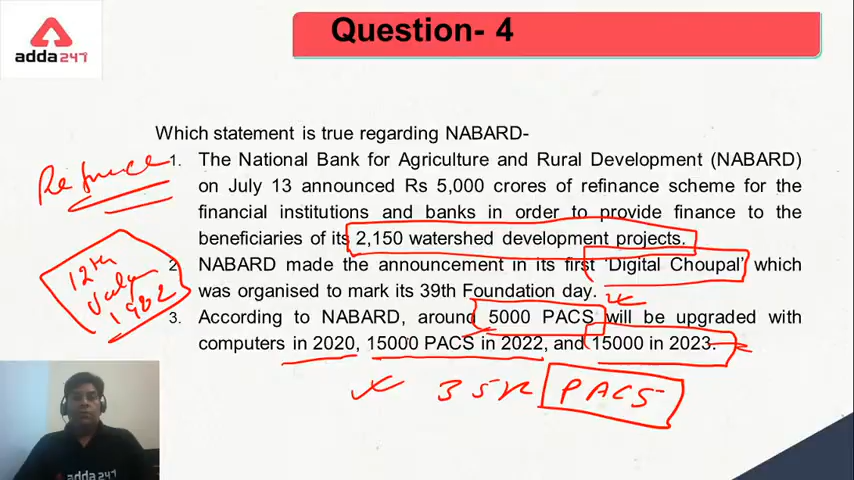 adda247
Question- 4
Which statement is true regarding NABARD-
Refinance
1. The National Bank for Agriculture and Rural Development (NABARD)
on July 13 announced Rs 5,000 crores of refinance scheme for the
financial institutions and banks in order to provide finance to the
beneficiaries of its 2,150 watershed development projects.
12th
July
1982
2. NABARD made the announcement in its first ‘Digital Choupal’ which
was organised to mark its 39th Foundation day.
3. According to NABARD, around 5000 PACS will be upgraded with
computers in 2020, 15000 PACS in 2022, and 15000 in 2023.
35K PACS
adda247